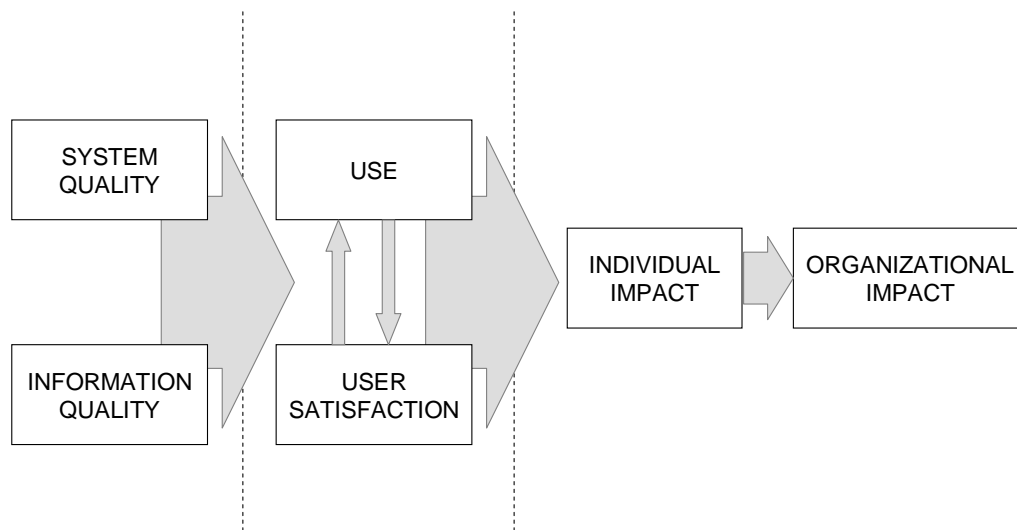 SYSTEM
QUALITY
USE
INDIVIDUAL
IMPACT
ORGANIZATIONAL
IMPACT
INFORMATION
QUALITY
USER
SATISFACTION